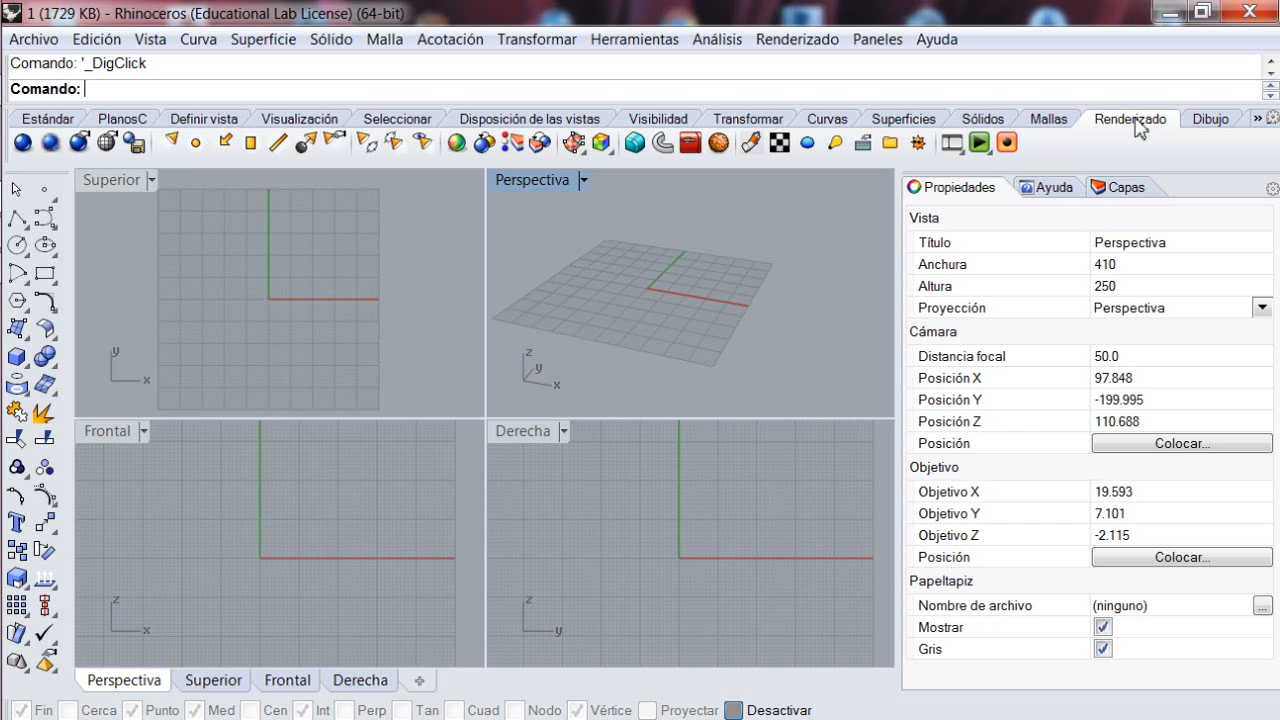 1 (1729 KB) - Rhinoceros (Educational Lab License) (64-bit)
Archivo Edición Vista Curva Superficie Sólido Malla Acotación Transformar Herramientas Análisis Renderizado Paneles Ayuda
Comando: '_DigClick
Comando:
Estándar PlanosC Definir vista Visualización Seleccionar Disposición de las vistas Visibilidad Transformar Curvas Superficies Sólidos Mallas Renderizado Dibujo »
Superior
Perspectiva
Propiedades Ayuda Capas
Vista
Título Perspectiva
Anchura 410
Altura 250
Proyección Perspectiva
Cámara
Distancia focal 50.0
Posición X 97.848
Posición Y -199.995
Posición Z 110.688
Posición Colocar...
Objetivo
Objetivo X 19.593
Objetivo Y 7.101
Objetivo Z -2.115
Posición Colocar...
Papeltapiz
Nombre de archivo (ninguno) ...
Mostrar
Gris
y
x
z
y
x
Frontal
Derecha
z
x
z
y
Perspectiva Superior Frontal Derecha
Fin Cerca Punto Med Cen Int Perp Tan Cuad Nodo Vértice Proyectar Desactivar